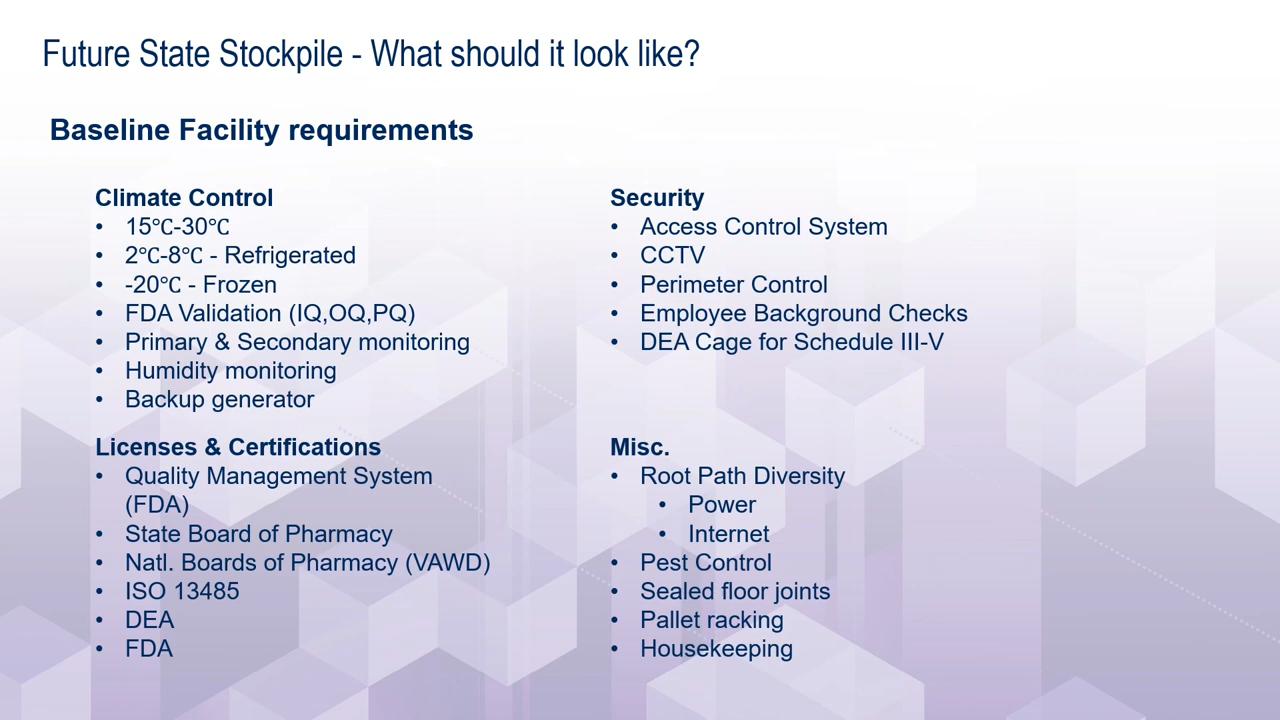 Future State Stockpile - What should it look like?
Baseline Facility requirements
Climate Control
• 15℃-30℃
• 2℃-8℃ - Refrigerated
• -20℃ - Frozen
• FDA Validation (IQ,OQ,PQ)
• Primary & Secondary monitoring
• Humidity monitoring
• Backup generator
Licenses & Certifications
• Quality Management System
(FDA)
• State Board of Pharmacy
• Natl. Boards of Pharmacy (VAWD)
• ISO 13485
• DEA
• FDA
Security
• Access Control System
• CCTV
• Perimeter Control
• Employee Background Checks
• DEA Cage for Schedule III-V
Misc.
• Root Path Diversity
• Power
• Internet
• Pest Control
• Sealed floor joints
• Pallet racking
• Housekeeping